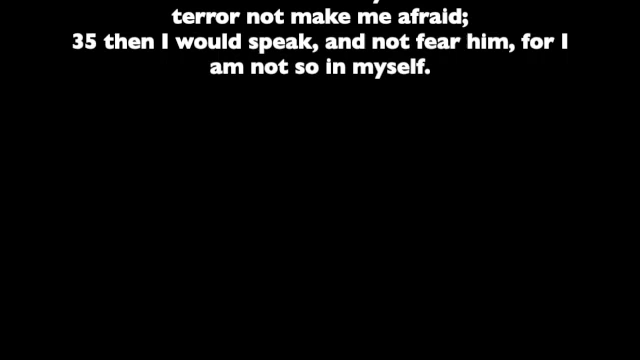 terror not make me afraid;
35 then I would speak, and not fear him, for I
am not so in myself.